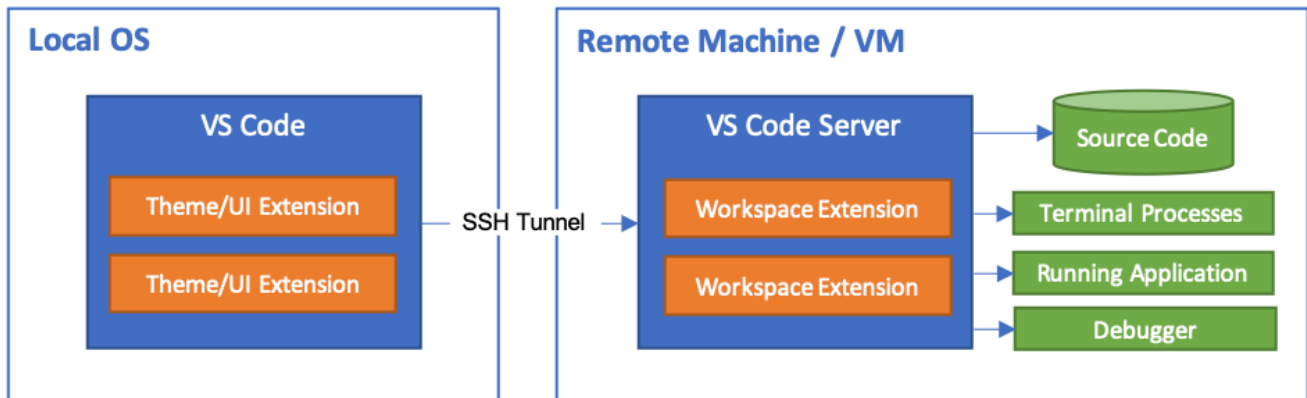 Local OS
VS Code
Theme/UI Extension
Theme/UI Extension
SSH Tunnel
Remote Machine / VM
VS Code Server
Workspace Extension
Workspace Extension
Source Code
Terminal Processes
Running Application
Debugger